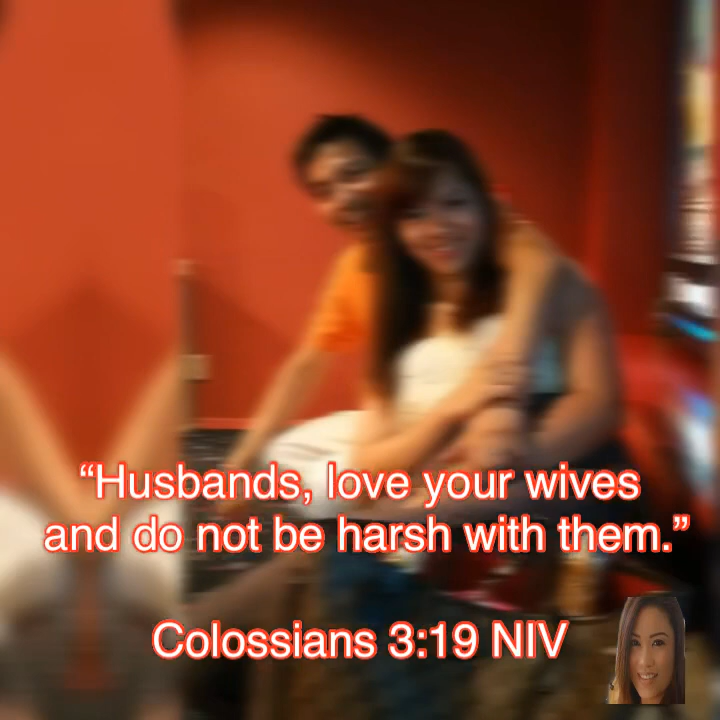 “Husbands, love your wives
and do not be harsh with them.”
Colossians 3:19 NIV